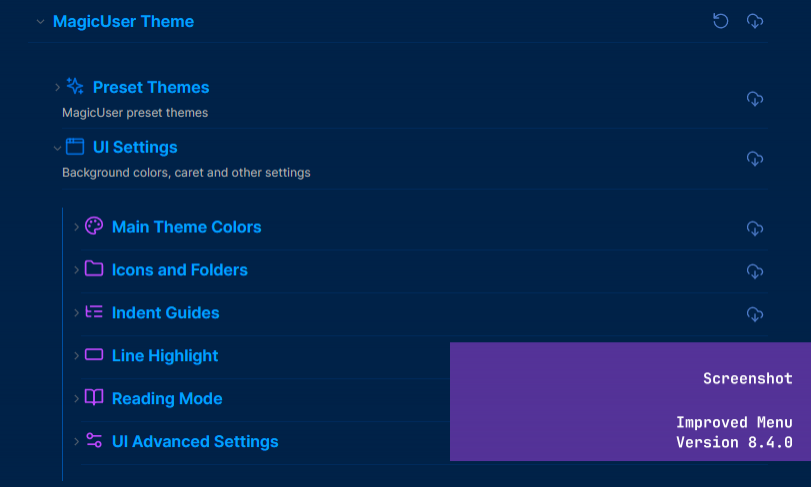 MagicUser Theme
Preset Themes
MagicUser preset themes
UI Settings
Background colors, caret and other settings
Main Theme Colors
Icons and Folders
Indent Guides
Line Highlight
Reading Mode
UI Advanced Settings
Screenshot
Improved Menu
Version 8.4.0